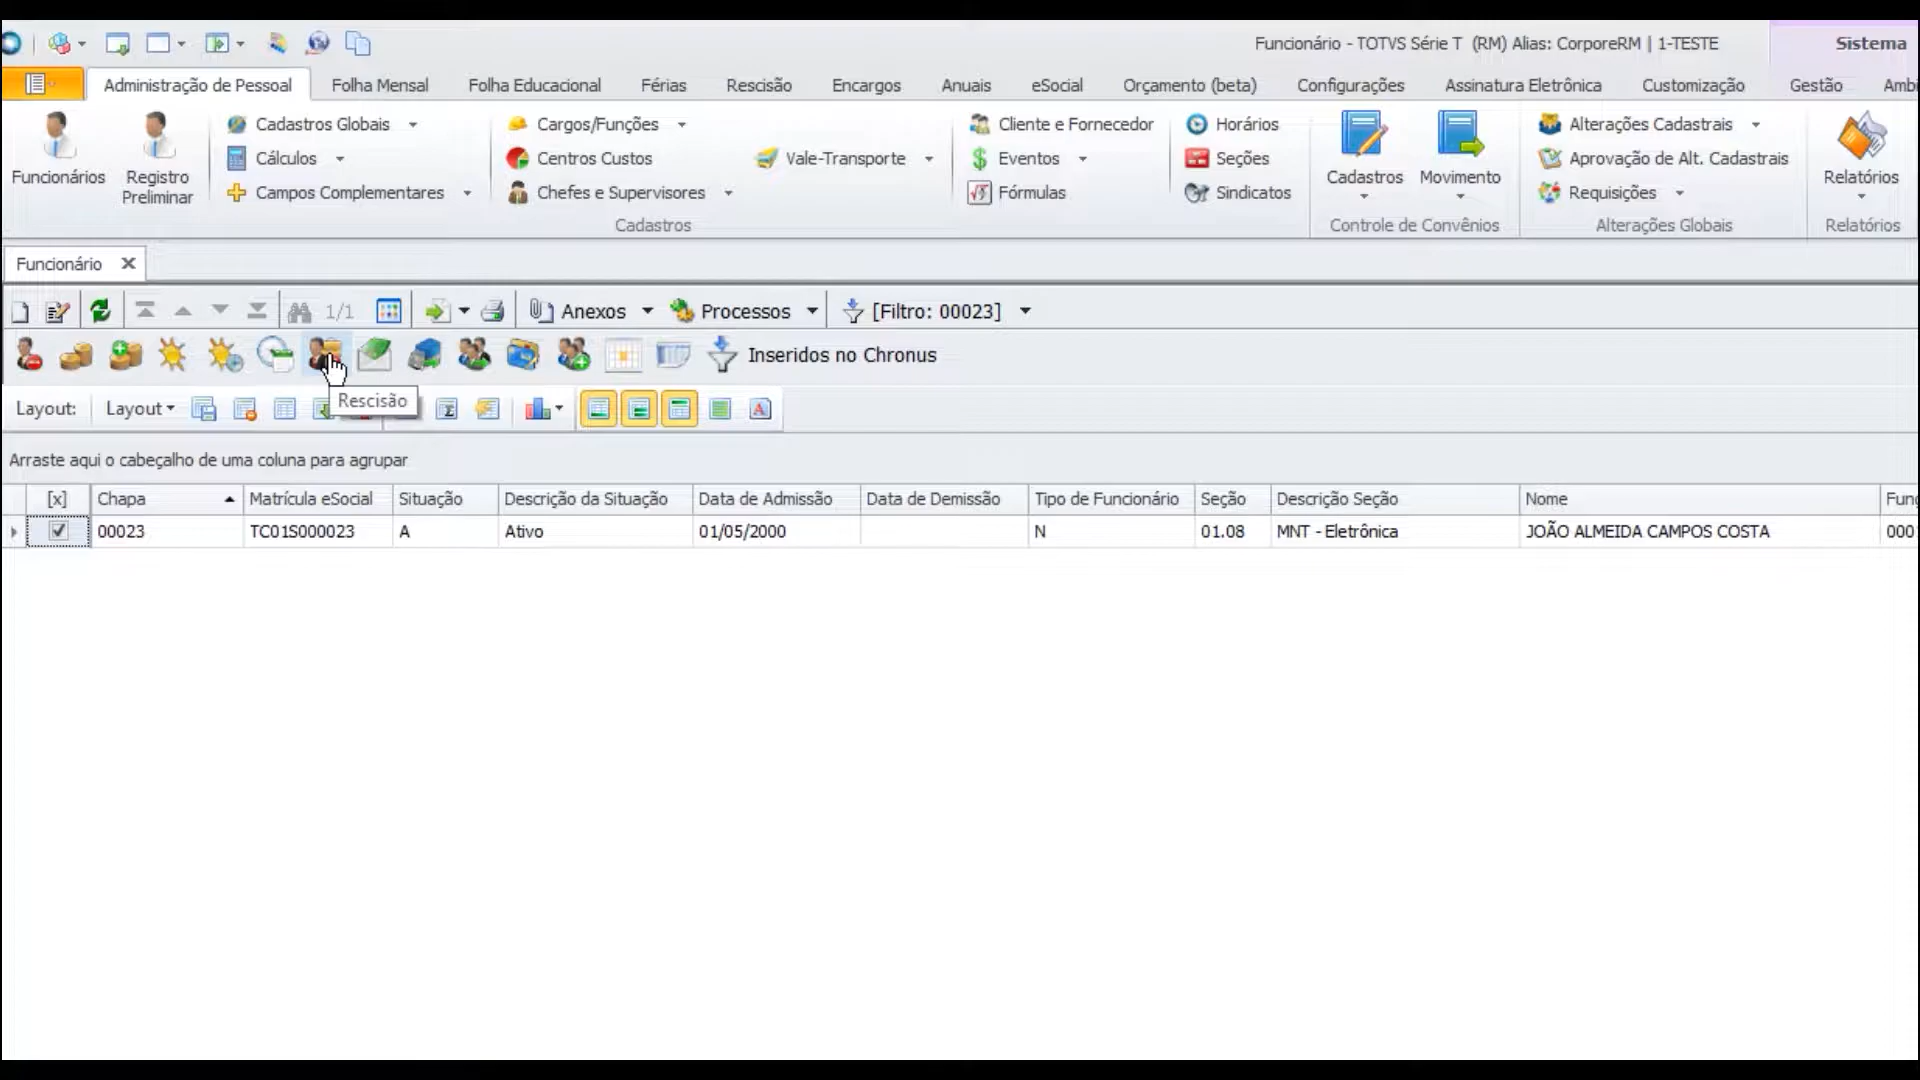 Funcionário - TOTVS Série T (RM) Alias: CorporeRM | 1-TESTE
Sistema
Administração de Pessoal
Folha Mensal
Folha Educacional
Férias
Rescisão
Encargos
Anuais
eSocial
Orçamento (beta)
Configurações
Assinatura Eletrônica
Customização
Gestão
Ambi
Funcionários
Registro
Preliminar
Cadastros Globais
Cálculos
Campos Complementares
Cargos/Funções
Centros Custos
Chefes e Supervisores
Vale-Transporte
Cliente e Fornecedor
Eventos
Fórmulas
Horários
Seções
Sindicatos
Cadastros
Cadastros
Movimento
Controle de Convênios
Alterações Cadastrais
Aprovação de Alt. Cadastrais
Requisições
Alterações Globais
Relatórios
Relatórios
Funcionário
1/1
Anexos
Processos
[Filtro: 00023]
Inseridos no Chronus
Rescisão
Layout:
Layout
Arraste aqui o cabeçalho de uma coluna para agrupar
[x] Chapa Matrícula eSocial Situação Descrição da Situação Data de Admissão Data de Demissão Tipo de Funcionário Seção Descrição Seção Nome Funç
00023 TC01S000023 A Ativo 01/05/2000 N 01.08 MNT - Eletrônica JOÃO ALMEIDA CAMPOS COSTA 000